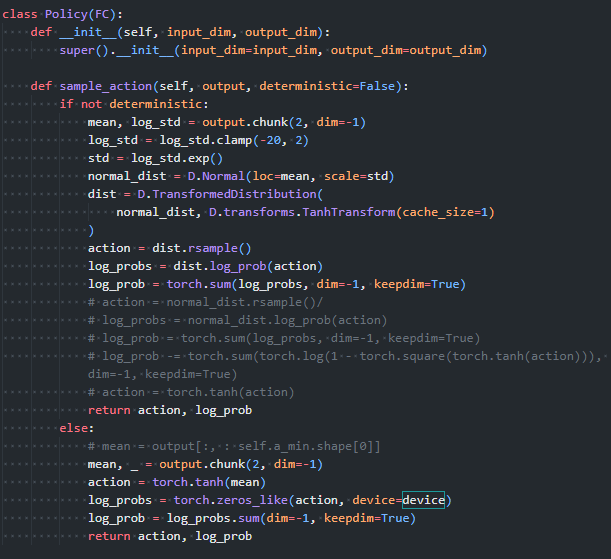 class Policy(FC):
    def __init__(self, input_dim, output_dim):
        super().__init__(input_dim=input_dim, output_dim=output_dim)

    def sample_action(self, output, deterministic=False):
        if not deterministic:
            mean, log_std = output.chunk(2, dim=-1)
            log_std = log_std.clamp(-20, 2)
            std = log_std.exp()
            normal_dist = D.Normal(loc=mean, scale=std)
            dist = D.TransformedDistribution(
                normal_dist, D.transforms.TanhTransform(cache_size=1)
            )
            action = dist.rsample()
            log_probs = dist.log_prob(action)
            log_prob = torch.sum(log_probs, dim=-1, keepdim=True)
            # action = normal_dist.rsample()/
            # log_probs = normal_dist.log_prob(action)
            # log_prob = torch.sum(log_probs, dim=-1, keepdim=True)
            # log_prob -= torch.sum(torch.log(1 - torch.square(torch.tanh(action))),
            dim=-1, keepdim=True)
            # action = torch.tanh(action)
            return action, log_prob
        else:
            # mean = output[:, : self.a_min.shape[0]]
            mean, _ = output.chunk(2, dim=-1)
            action = torch.tanh(mean)
            log_probs = torch.zeros_like(action, device=device)
            log_prob = log_probs.sum(dim=-1, keepdim=True)
            return action, log_prob